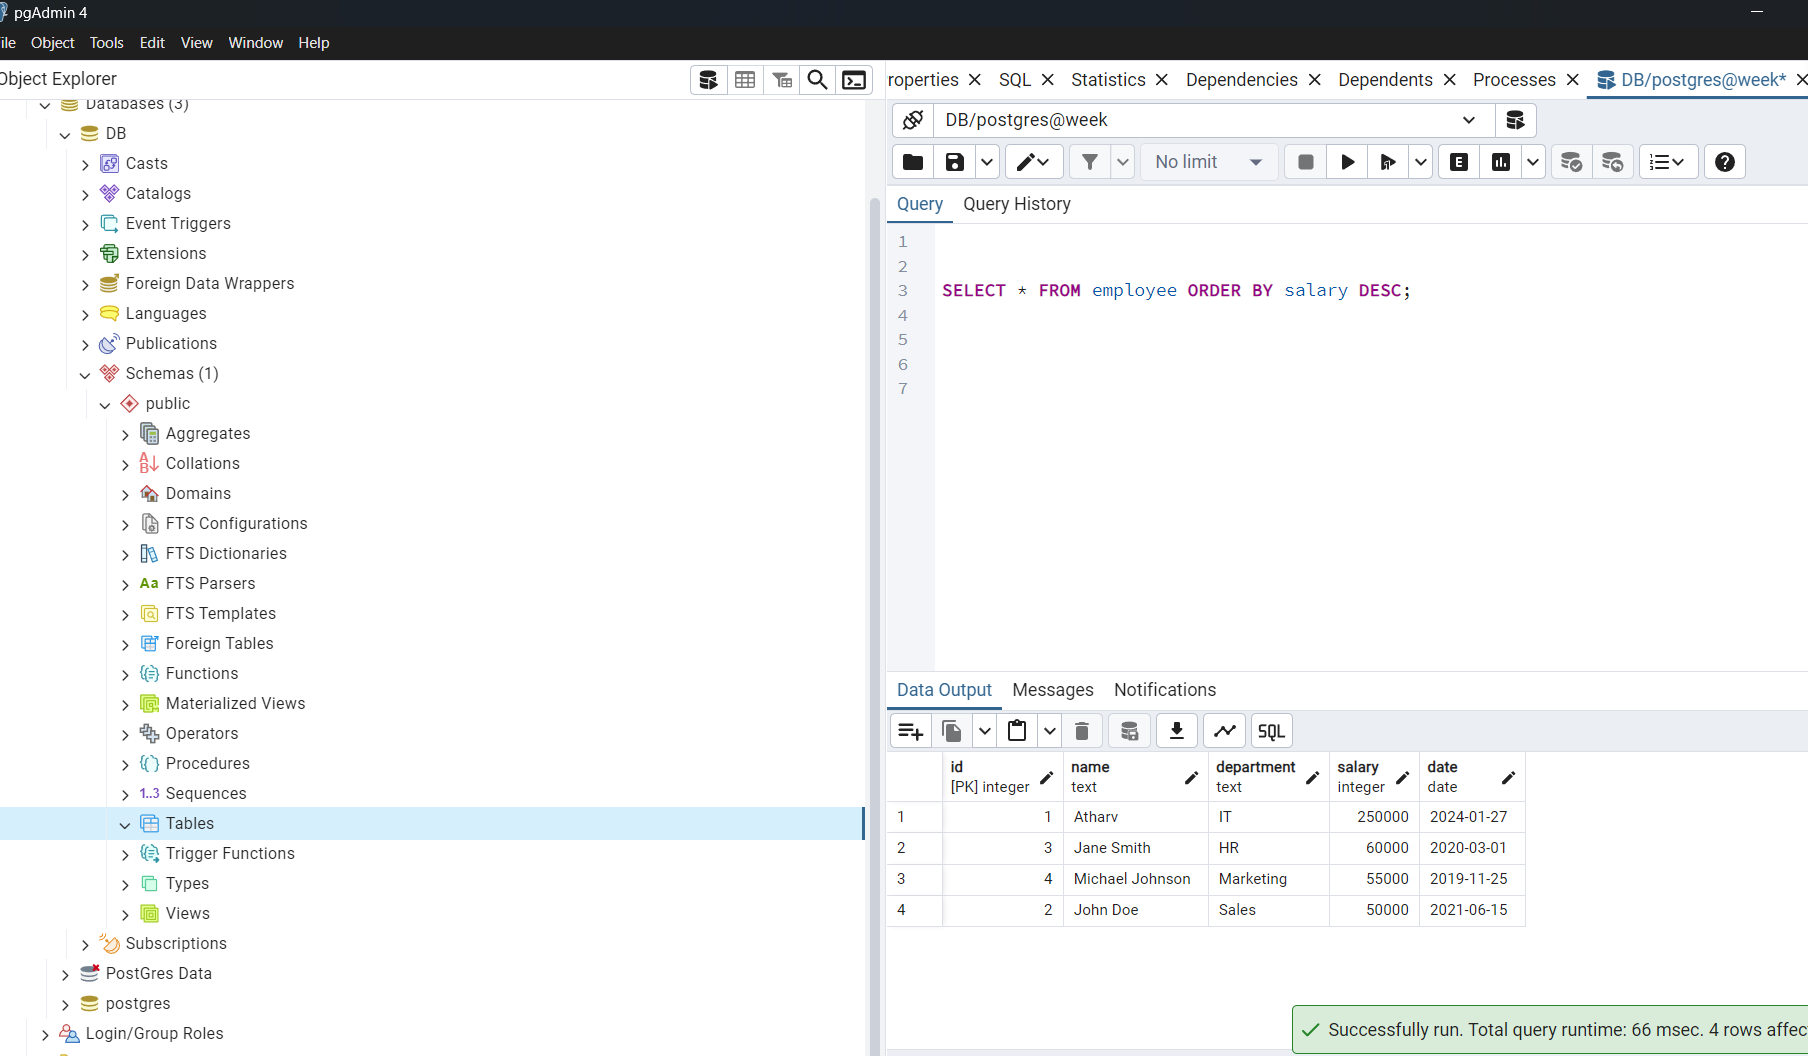 pgAdmin 4
ile Object Tools Edit View Window Help
Object Explorer
Databases (3)
DB
Casts
Catalogs
Event Triggers
Extensions
Foreign Data Wrappers
Languages
Publications
Schemas (1)
public
Aggregates
Collations
Domains
FTS Configurations
FTS Dictionaries
Aa FTS Parsers
FTS Templates
Foreign Tables
Functions
Materialized Views
Operators
Procedures
1..3 Sequences
Tables
Trigger Functions
Types
Views
Subscriptions
PostGres Data
postgres
Login/Group Roles
roperties SQL Statistics Dependencies Dependents Processes DB/postgres@week*
DB/postgres@week
No limit E
Query Query History
1
2
3 SELECT * FROM employee ORDER BY salary DESC;
4
5
6
7
Data Output Messages Notifications
SQL
id name department salary date
[PK] integer text text integer date
1 1 Atharv IT 250000 2024-01-27
2 3 Jane Smith HR 60000 2020-03-01
3 4 Michael Johnson Marketing 55000 2019-11-25
4 2 John Doe Sales 50000 2021-06-15
Successfully run. Total query runtime: 66 msec. 4 rows affec